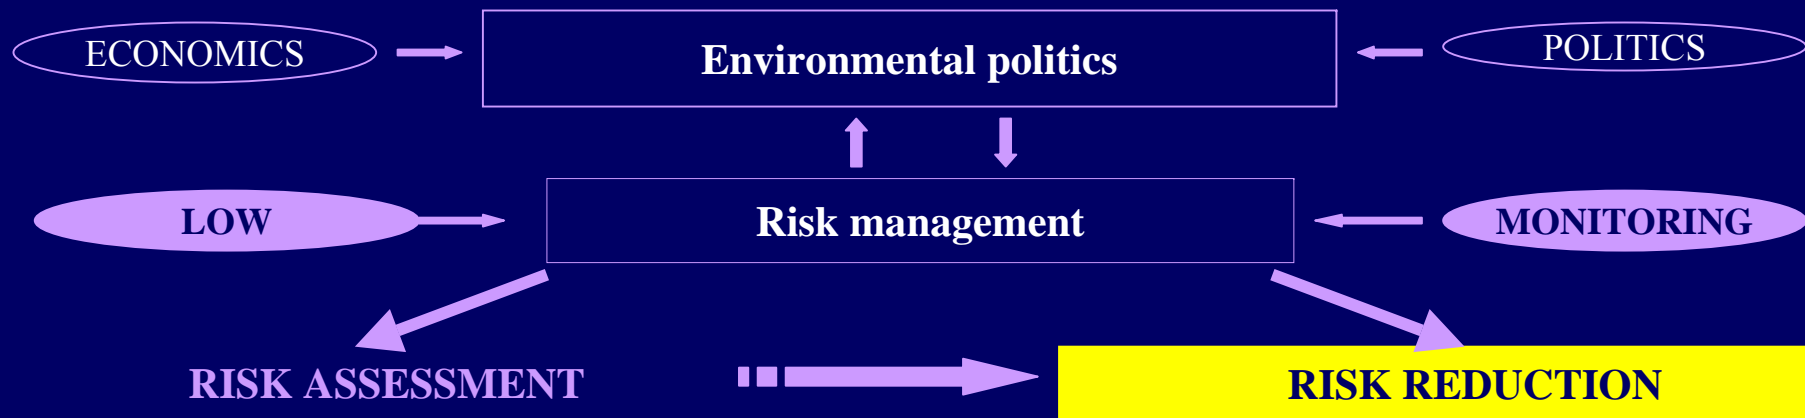 ECONOMICS
Environmental politics
POLITICS
LOW
Risk management
MONITORING
RISK ASSESSMENT
RISK REDUCTION